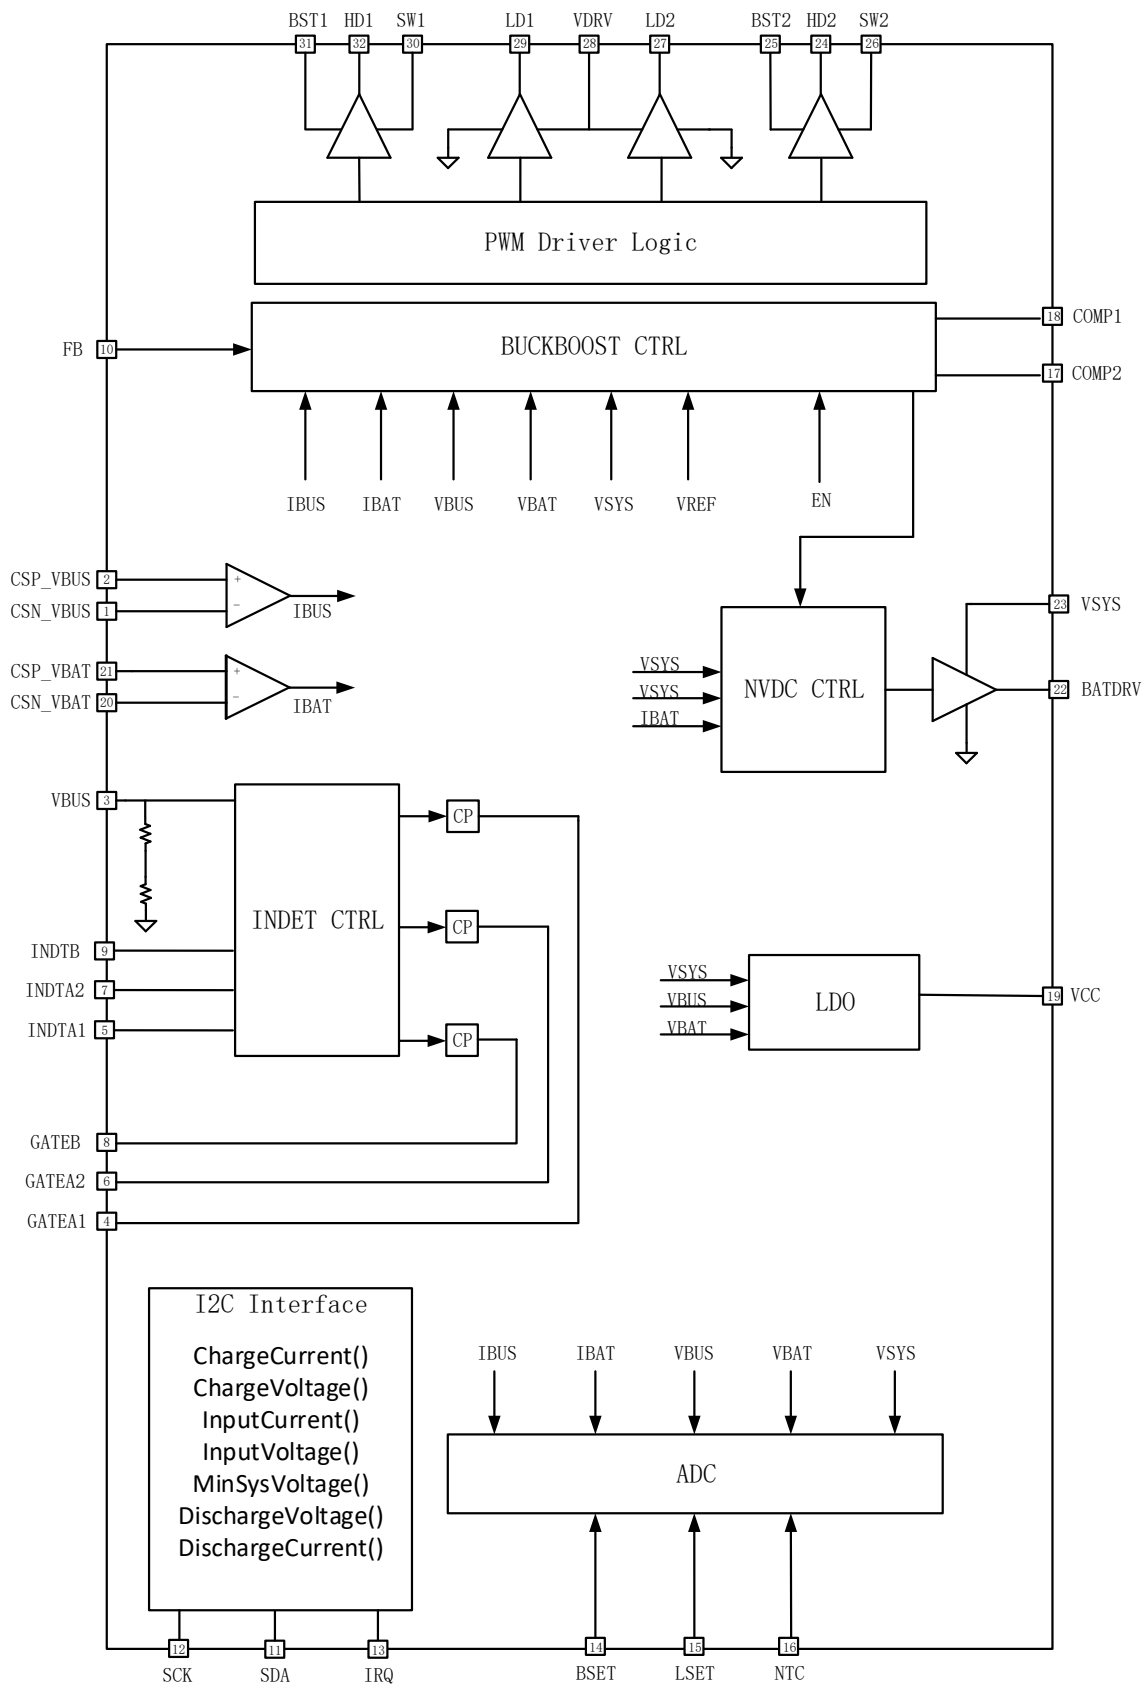 BST1 HD1 SW1 LD1 VDRV LD2 BST2 HD2 SW2
31 32 30 29 28 27 25 24 26
PWM Driver Logic
18 COMP1
FB 10
BUCKBOOST CTRL
17 COMP2
IBUS IBAT VBUS VBAT VSYS VREF EN
CSP_VBUS 2
+
CSN_VBUS 1
−
IBUS
23 VSYS
CSP_VBAT 21
+
CSN_VBAT 20
−
IBAT
VSYS
VSYS
IBAT
NVDC CTRL
22 BATDRV
VBUS 3
CP
INDET CTRL
CP
INDTB 9
INDTA2 7
INDTA1 5
CP
VSYS
VBUS
VBAT
LDO
19 VCC
GATEB 8
GATEA2 6
GATEA1 4
I2C Interface
ChargeCurrent()
ChargeVoltage()
InputCurrent()
InputVoltage()
MinSysVoltage()
DischargeVoltage()
DischargeCurrent()
IBUS IBAT VBUS VBAT VSYS
ADC
12 11 13 14 15 16
SCK SDA IRQ BSET LSET NTC